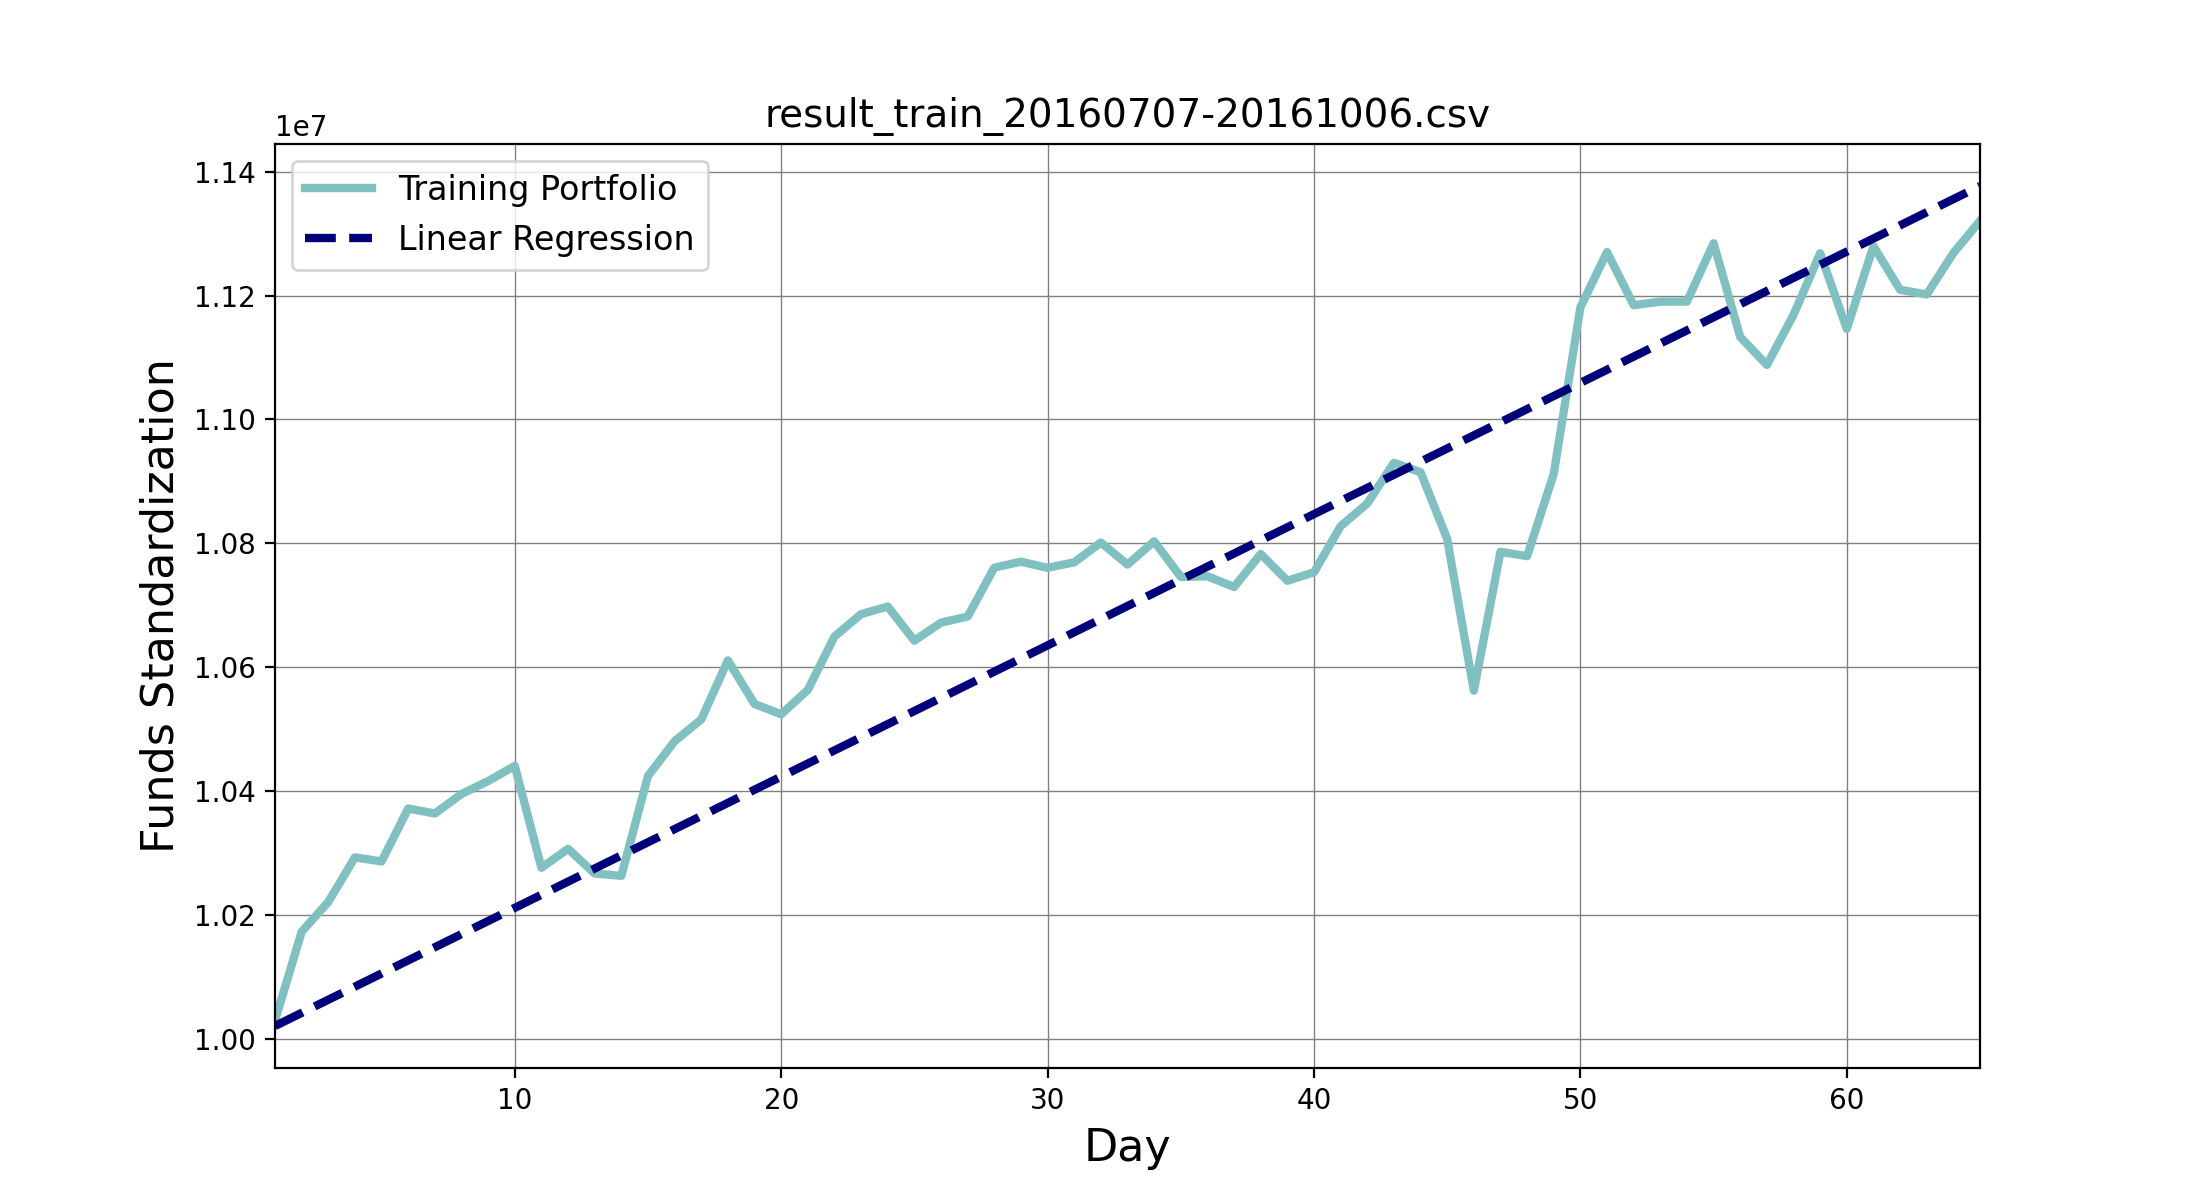 result_train_20160707-20161006.csv
1e7
Training Portfolio
Linear Regression
1.14
1.12
1.10
1.08
1.06
1.04
1.02
1.00
Funds Standardization
10 20 30 40 50 60
Day